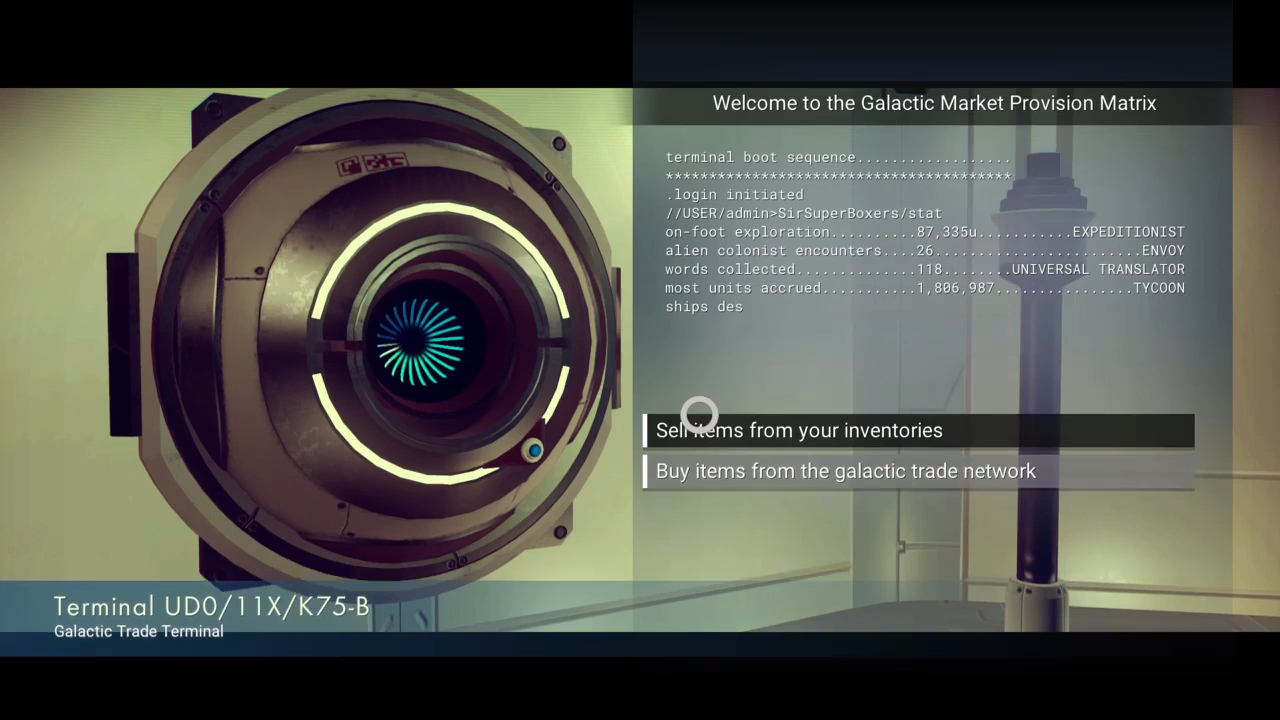 Welcome to the Galactic Market Provision Matrix
terminal boot sequence..................
****************************************
.login initiated
//USER/admin>SirSuperBoxers/stat
on-foot exploration..........87,335u...........EXPEDITIONIST
alien colonist encounters....26........................ENVOY
words collected..............118........UNIVERSAL TRANSLATOR
most units accrued...........1,806,987...............TYCOON
ships des
Sell items from your inventories
Buy items from the galactic trade network
Terminal UD0/11X/K75-B
Galactic Trade Terminal